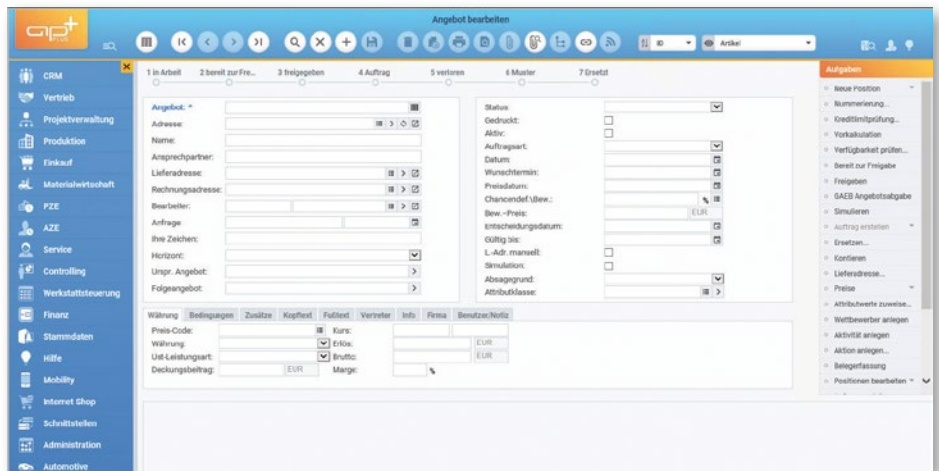 ap+
PLUS
Angebot bearbeiten
ID
Artikel
CRM
Vertrieb
Projektverwaltung
Produktion
Einkauf
Materialwirtschaft
PZE
AZE
Service
Controlling
Werkstattsteuerung
Finanz
Stammdaten
Hilfe
Mobility
Internet Shop
Schnittstellen
Administration
Automotive
1 in Arbeit 2 bereit zur Fre... 3 freigegeben 4 Auftrag 5 verloren 6 Muster 7 Ersetzt
Angebot: *
Adresse:
Name:
Ansprechpartner:
Lieferadresse:
Rechnungsadresse:
Bearbeiter:
Anfrage
Ihre Zeichen:
Horizont:
Urspr. Angebot:
Folgeangebot:
Status:
Gedruckt:
Aktiv:
Auftragsart:
Datum:
Wunschtermin:
Preisdatum:
Chancendef.\Bew.: %
Bew.-Preis: EUR
Entscheidungsdatum:
Gültig bis:
L.-Adr. manuell:
Simulation:
Absagegrund:
Attributklasse:
Währung Bedingungen Zusätze Kopftext Fußtext Vertreter Info Firma Benutzer/Notiz
Preis-Code: Kurs:
Währung: Erlös: EUR
Ust-Leistungsart: Brutto: EUR
Deckungsbeitrag: EUR Marge: %
Aufgaben
Neue Position
Nummerierung...
Kreditlimitprüfung...
Vorkalkulation
Verfügbarkeit prüfen...
Bereit zur Freigabe
Freigeben
GAEB Angebotsabgabe
Simulieren
Auftrag erstellen
Ersetzen...
Kontieren
Lieferadresse...
Preise
Attributwerte zuweise...
Wettbewerber anlegen
Aktivität anlegen
Aktion anlegen...
Belegerfassung
Positionen bearbeiten